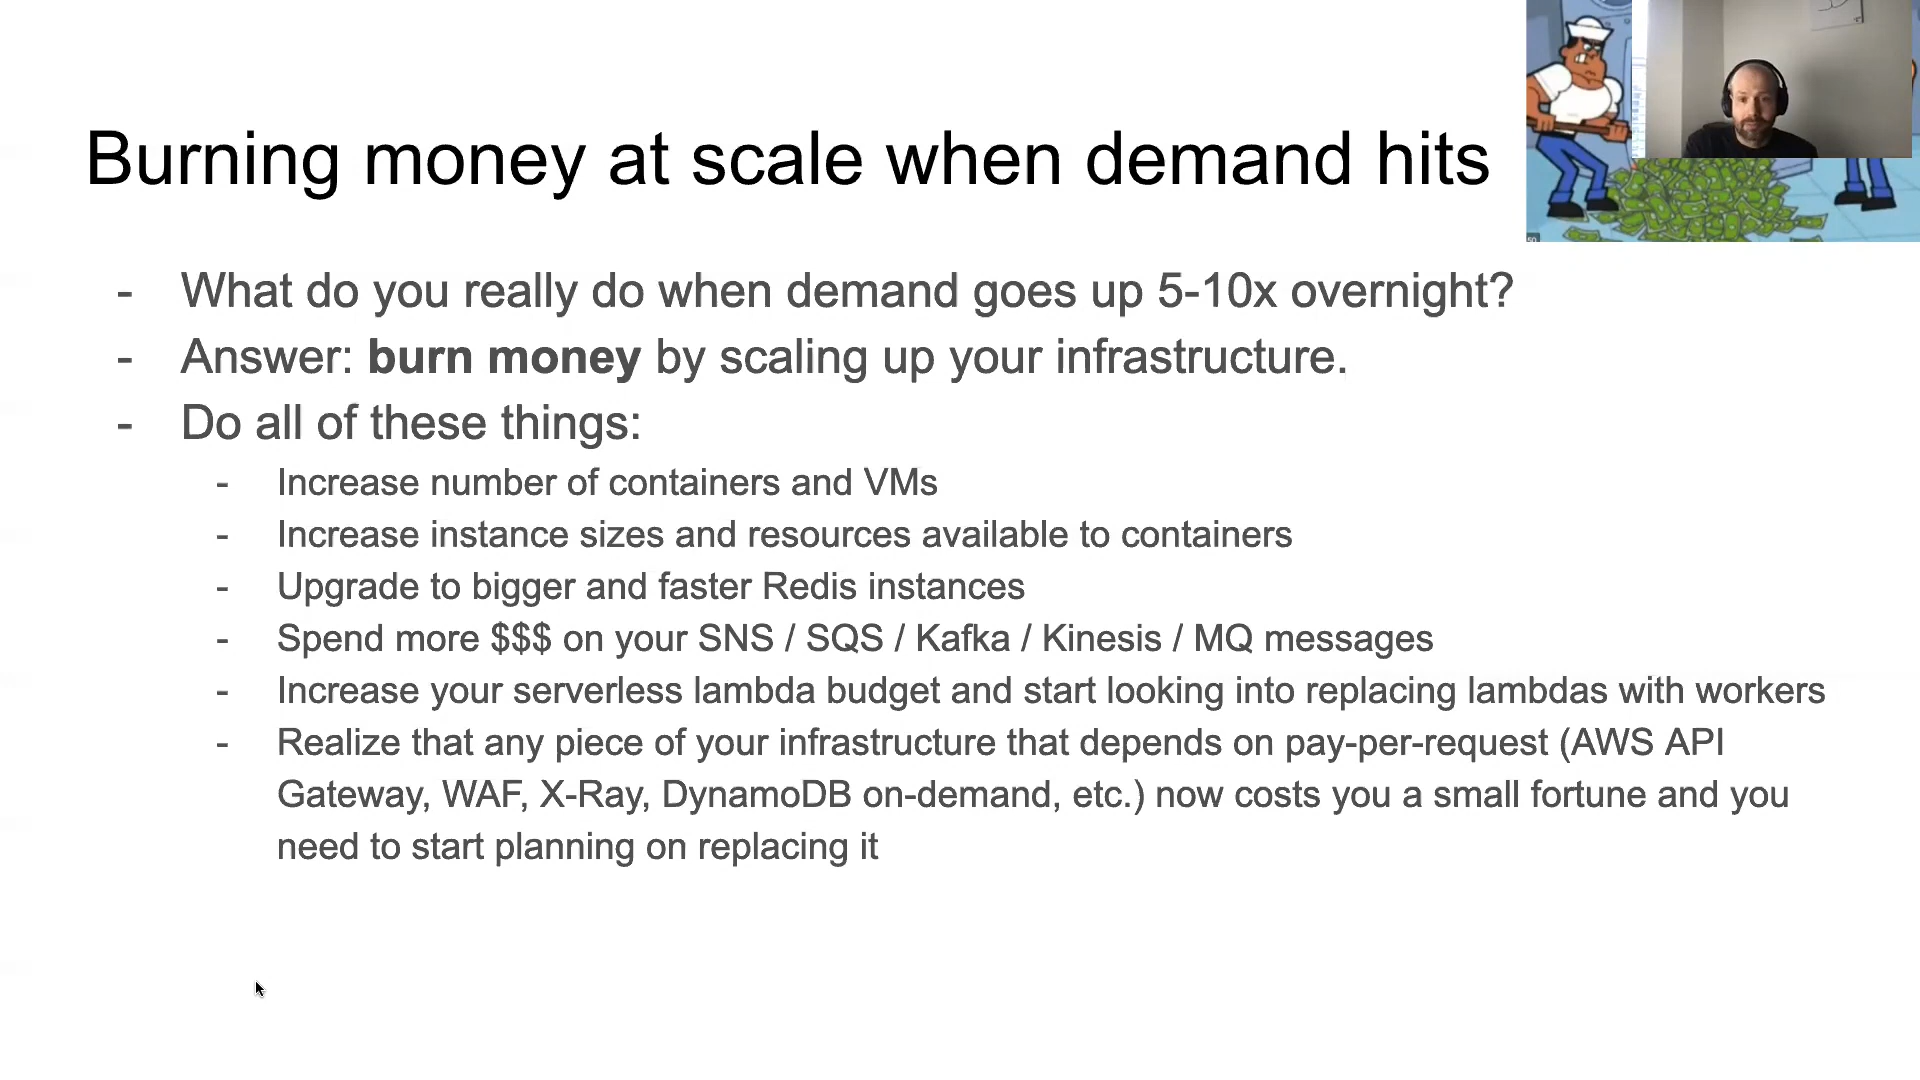 Burning money at scale when demand hits
- What do you really do when demand goes up 5-10x overnight?
- Answer: burn money by scaling up your infrastructure.
- Do all of these things:
- Increase number of containers and VMs
- Increase instance sizes and resources available to containers
- Upgrade to bigger and faster Redis instances
- Spend more $$$ on your SNS / SQS / Kafka / Kinesis / MQ messages
- Increase your serverless lambda budget and start looking into replacing lambdas with workers
- Realize that any piece of your infrastructure that depends on pay-per-request (AWS API
Gateway, WAF, X-Ray, DynamoDB on-demand, etc.) now costs you a small fortune and you
need to start planning on replacing it